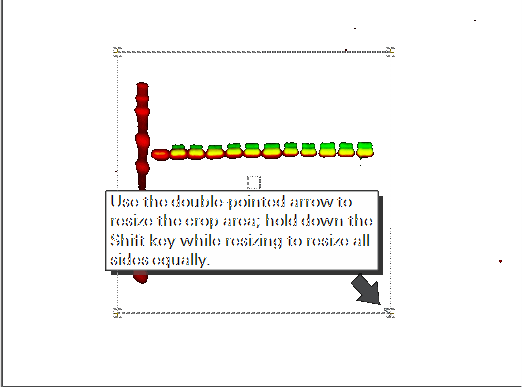 Use the double-pointed arrow to
resize the crop area; hold down the
Shift key while resizing to resize all
sides equally.